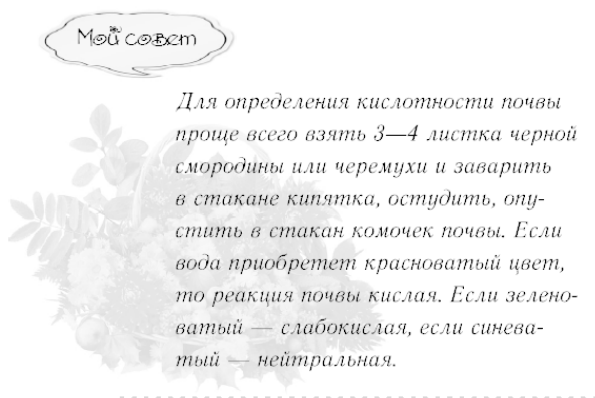 Мой совет
Для определения кислотности почвы
проще всего взять 3—4 листка черной
смородины или черемухи и заварить
в стакане кипятка, остудить, опу-
стить в стакан комочек почвы. Если
вода приобретет красноватый цвет,
то реакция почвы кислая. Если зелено-
ватый — слабокислая, если синева-
тый — нейтральная.